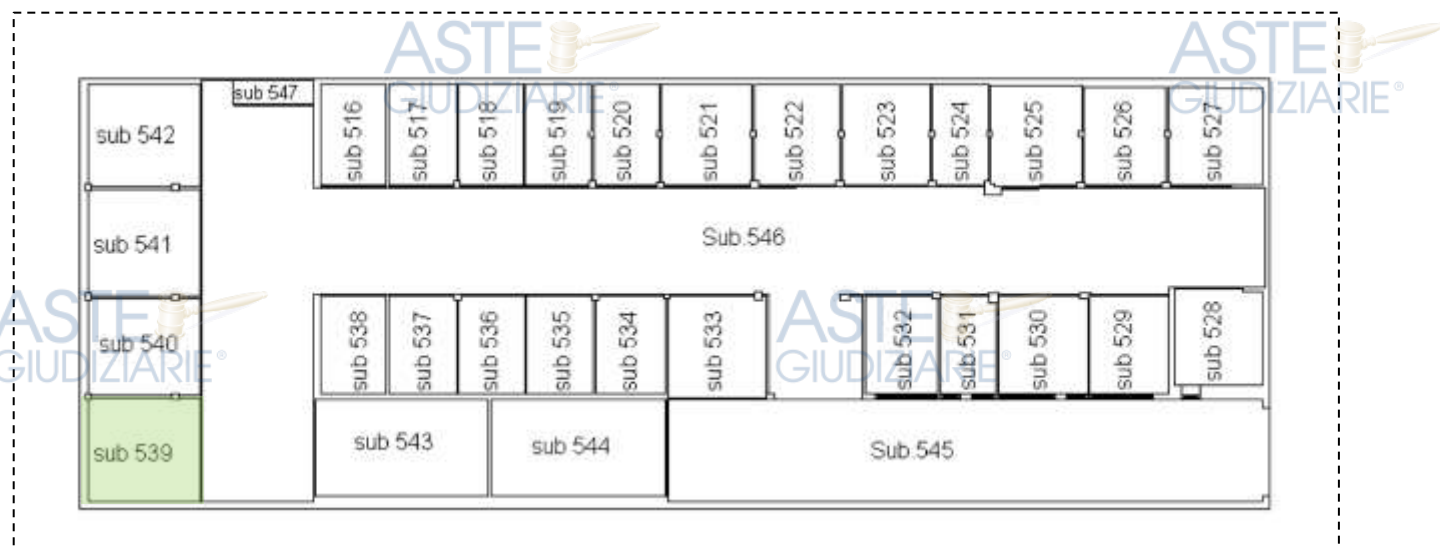 ASTE
GIUDIZIARIE®
ASTE
GIUDIZIARIE®
sub 547
sub 542
sub 516
sub 517
sub 518
sub 519
sub 520
sub 521
sub 522
sub 523
sub 524
sub 525
sub 526
sub 527
sub 541
Sub.546
ASTE
GIUDIZIARIE®
ASTE
GIUDIZIARIE®
sub 540
sub 538
sub 537
sub 536
sub 535
sub 534
sub 533
sub 532
sub 531
sub 530
sub 529
sub 528
sub 539
sub 543
sub 544
Sub.545